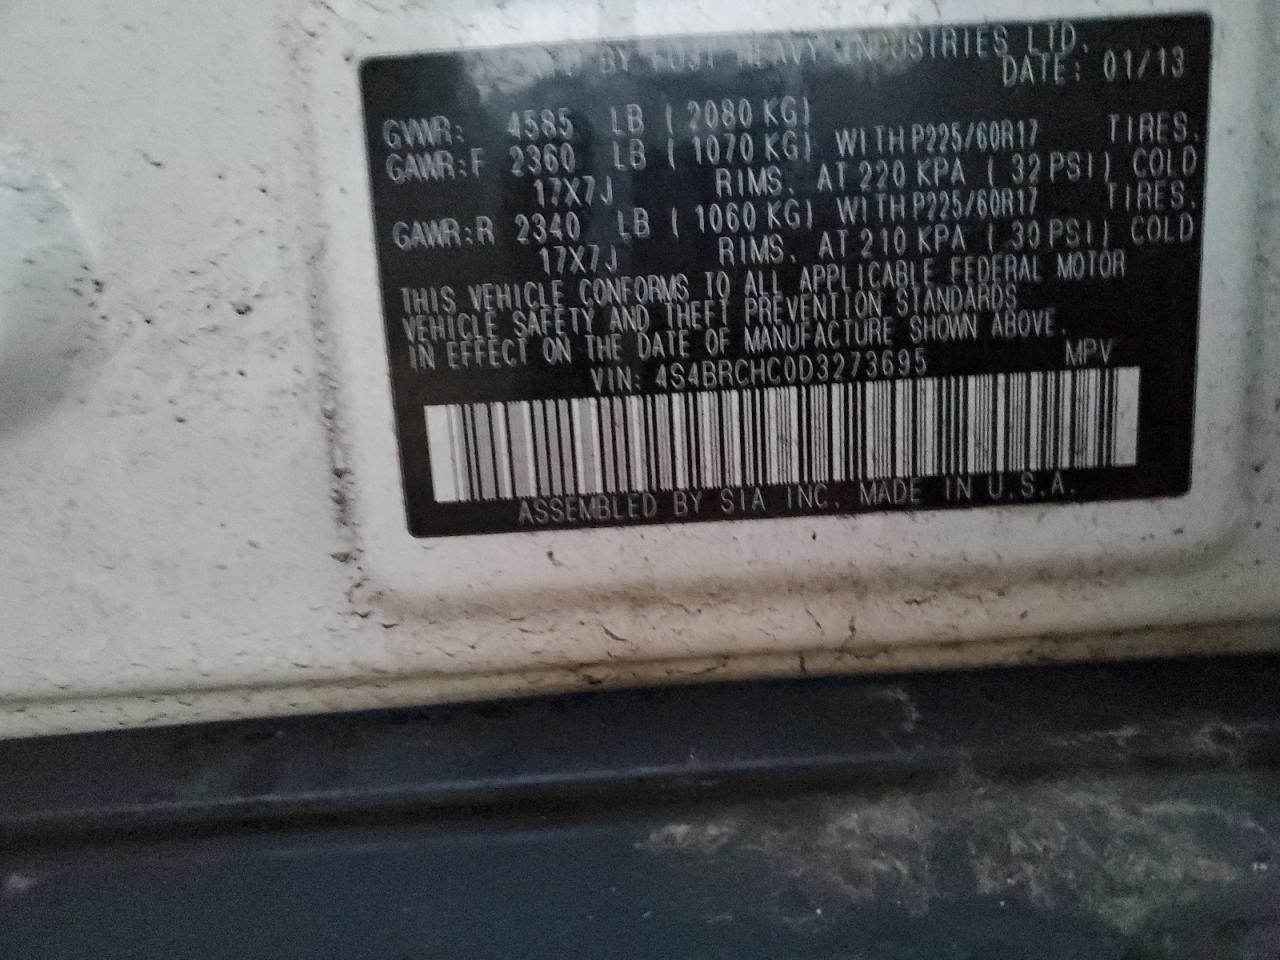 MFD BY FUJI HEAVY INDUSTRIES LTD.
DATE: 01/13
GVWR: 4585 LB ( 2080 KG)
GAWR:F 2360 LB ( 1070 KG) WITH P225/60R17 TIRES.
17X7J RIMS. AT 220 KPA ( 32 PSI) COLD
GAWR:R 2340 LB ( 1060 KG) WITH P225/60R17 TIRES.
17X7J RIMS. AT 210 KPA ( 30 PSI) COLD
THIS VEHICLE CONFORMS TO ALL APPLICABLE FEDERAL MOTOR
VEHICLE SAFETY AND THEFT PREVENTION STANDARDS
IN EFFECT ON THE DATE OF MANUFACTURE SHOWN ABOVE.
VIN: 4S4BRCHC0D3273695 MPV
ASSEMBLED BY SIA INC. MADE IN U.S.A.